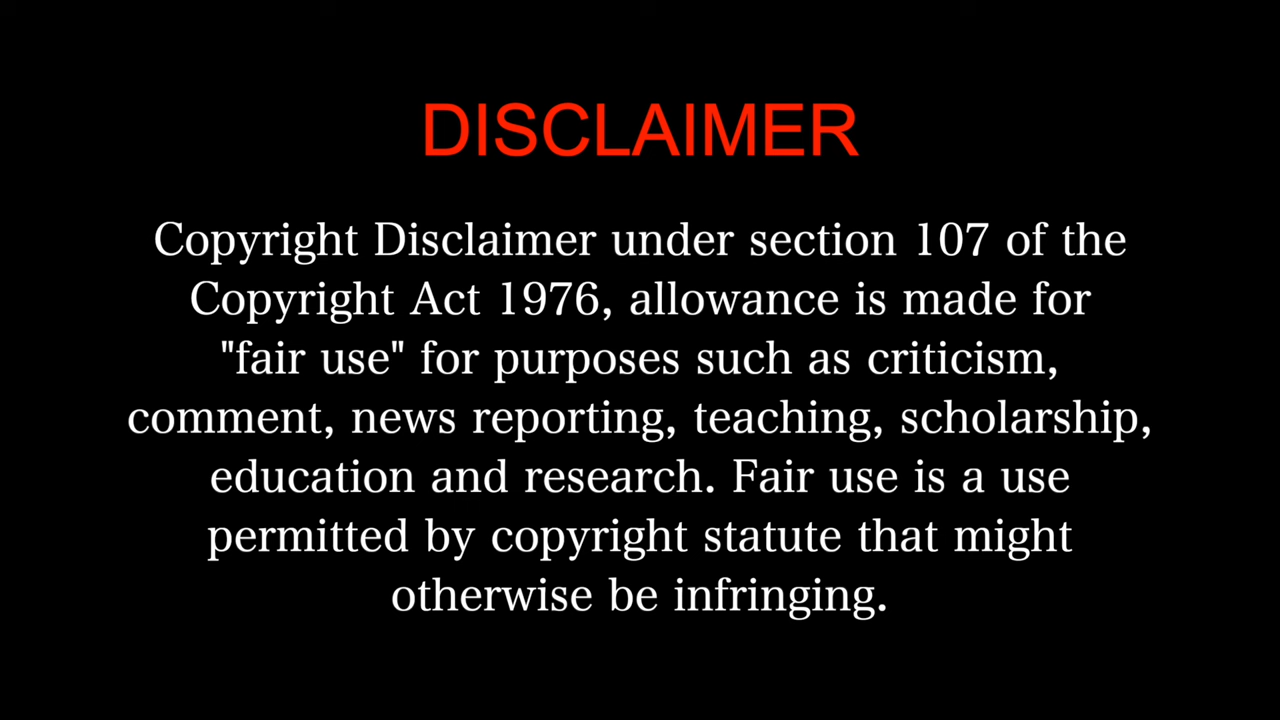 DISCLAIMER
Copyright Disclaimer under section 107 of the
Copyright Act 1976, allowance is made for
"fair use" for purposes such as criticism,
comment, news reporting, teaching, scholarship,
education and research. Fair use is a use
permitted by copyright statute that might
otherwise be infringing.